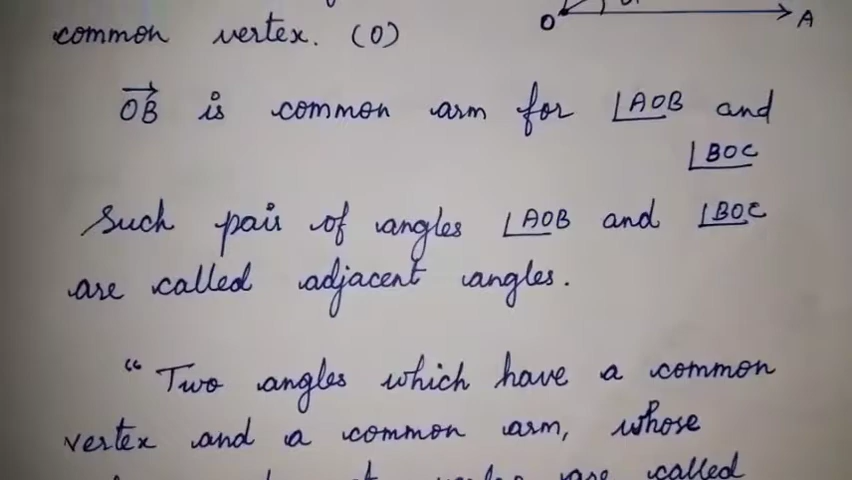 common vertex. (O)
O A
OB is common arm for ∠AOB and
∠BOC
Such pair of angles ∠AOB and ∠BOC
are called adjacent angles.
"Two angles which have a common
vertex and a common arm, whose
are called